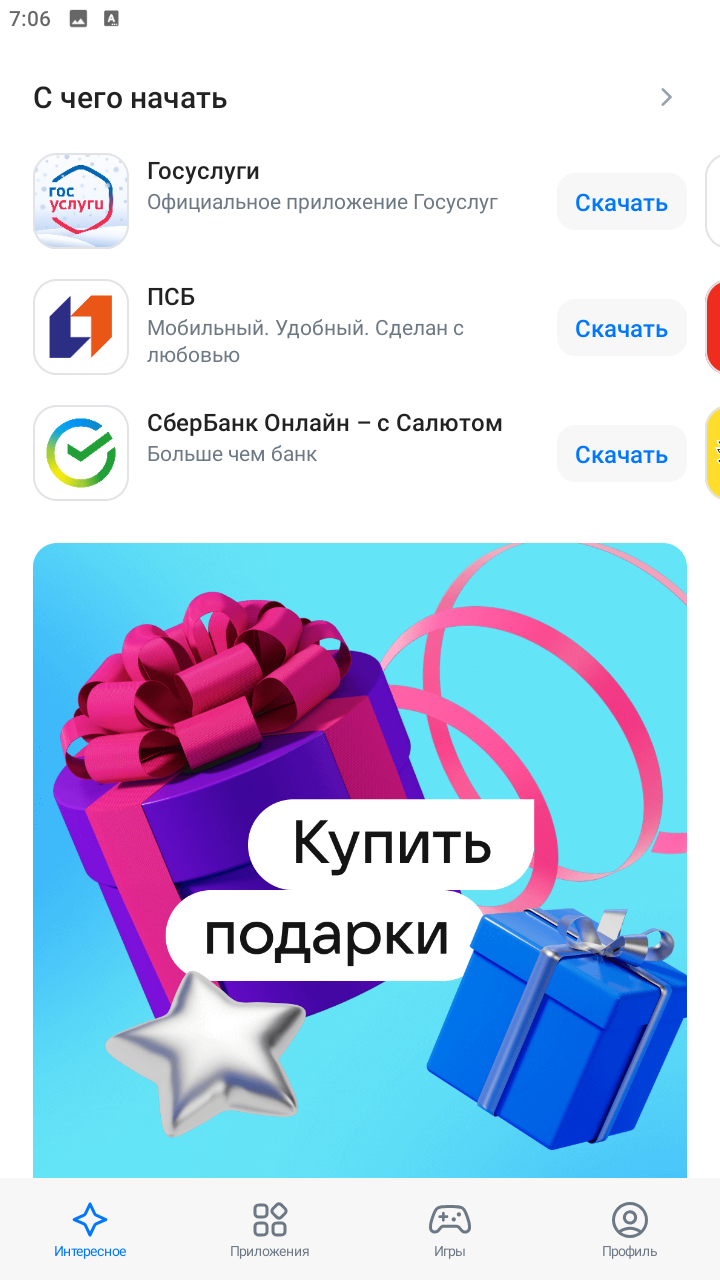 7:06
С чего начать
гос
услуги
Госуслуги
Официальное приложение Госуслуг
Скачать
ПСБ
Мобильный. Удобный. Сделан с
любовью
Скачать
СберБанк Онлайн – с Салютом
Больше чем банк
Скачать
Купить
подарки
Интересное
Приложения
Игры
Профиль